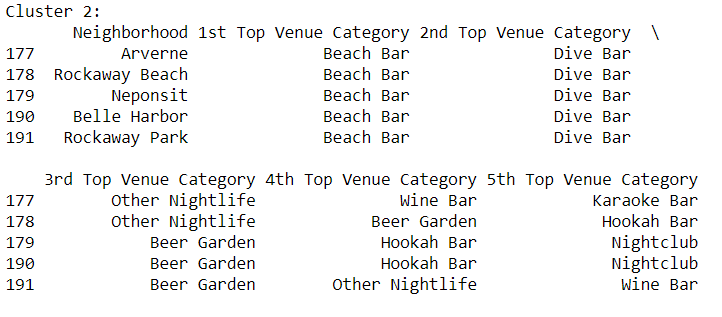 Cluster 2:
Neighborhood 1st Top Venue Category 2nd Top Venue Category \
177 Arverne Beach Bar Dive Bar
178 Rockaway Beach Beach Bar Dive Bar
179 Neponsit Beach Bar Dive Bar
190 Belle Harbor Beach Bar Dive Bar
191 Rockaway Park Beach Bar Dive Bar
3rd Top Venue Category 4th Top Venue Category 5th Top Venue Category
177 Other Nightlife Wine Bar Karaoke Bar
178 Other Nightlife Beer Garden Hookah Bar
179 Beer Garden Hookah Bar Nightclub
190 Beer Garden Hookah Bar Nightclub
191 Beer Garden Other Nightlife Wine Bar